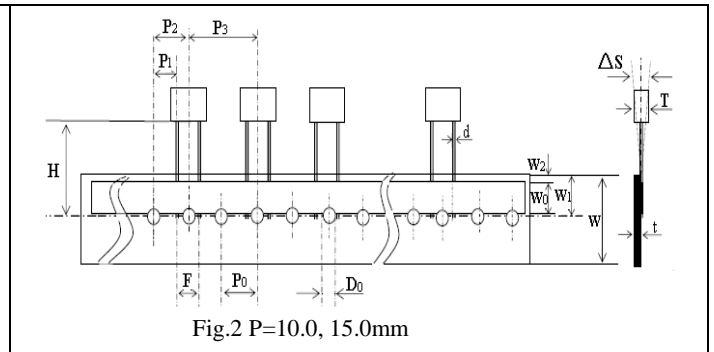 P2 P3
P1
ΔS
T
H
d
W2
W0 W1
W
t
F P0 D0
Fig.2 P=10.0, 15.0mm